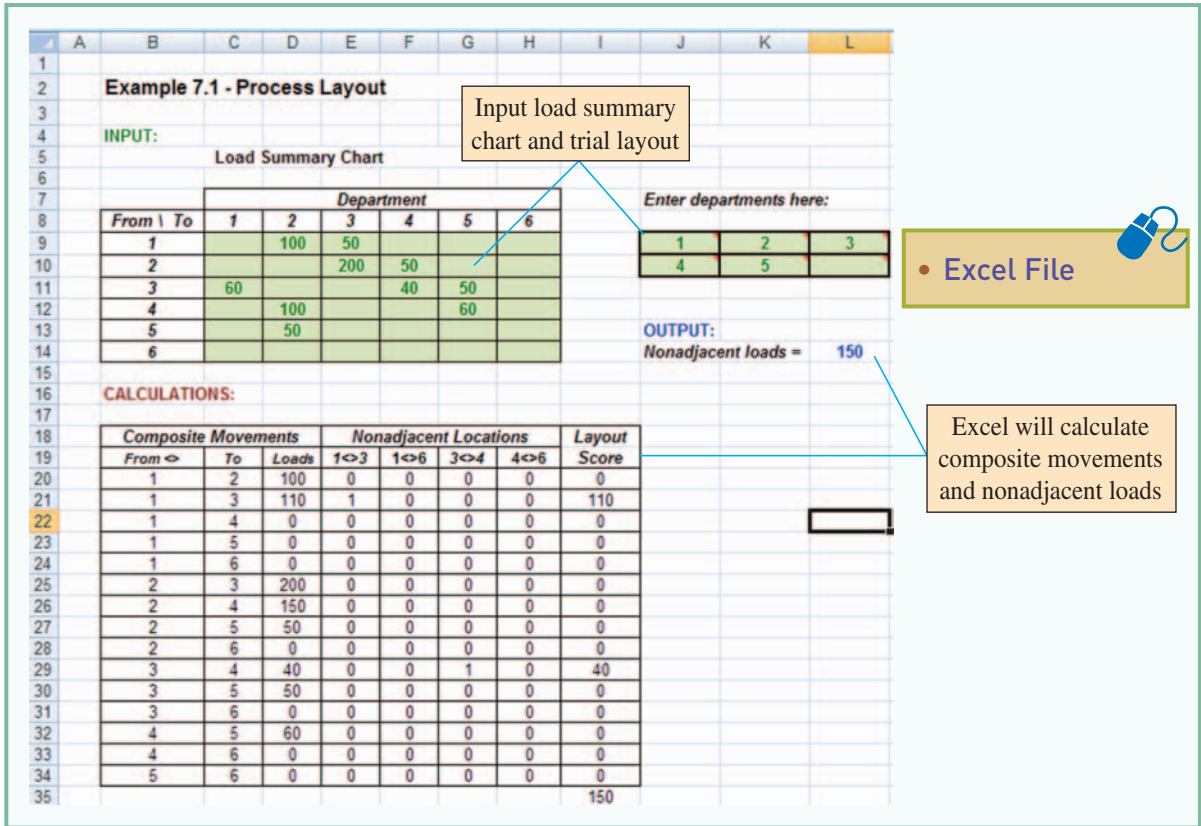 A B C D E F G H I J K L
1
2 Example 7.1 - Process Layout
3
4 INPUT:
5 Load Summary Chart
6
7 Department Enter departments here:
8 From \ To 1 2 3 4 5 6
9 1 100 50 1 2 3
10 2 200 50 4 5
11 3 60 40 50
12 4 100 60
13 5 50 OUTPUT:
14 6 Nonadjacent loads = 150
15
16 CALCULATIONS:
17
18 Composite Movements Nonadjacent Locations Layout
19 From <> To Loads 1<>3 1<>6 3<>4 4<>6 Score
20 1 2 100 0 0 0 0 0
21 1 3 110 1 0 0 0 110
22 1 4 0 0 0 0 0 0
23 1 5 0 0 0 0 0 0
24 1 6 0 0 0 0 0 0
25 2 3 200 0 0 0 0 0
26 2 4 150 0 0 0 0 0
27 2 5 50 0 0 0 0 0
28 2 6 0 0 0 0 0 0
29 3 4 40 0 0 1 0 40
30 3 5 50 0 0 0 0 0
31 3 6 0 0 0 0 0 0
32 4 5 60 0 0 0 0 0
33 4 6 0 0 0 0 0 0
34 5 6 0 0 0 0 0 0
35 150
Input load summary
chart and trial layout
• Excel File
Excel will calculate
composite movements
and nonadjacent loads